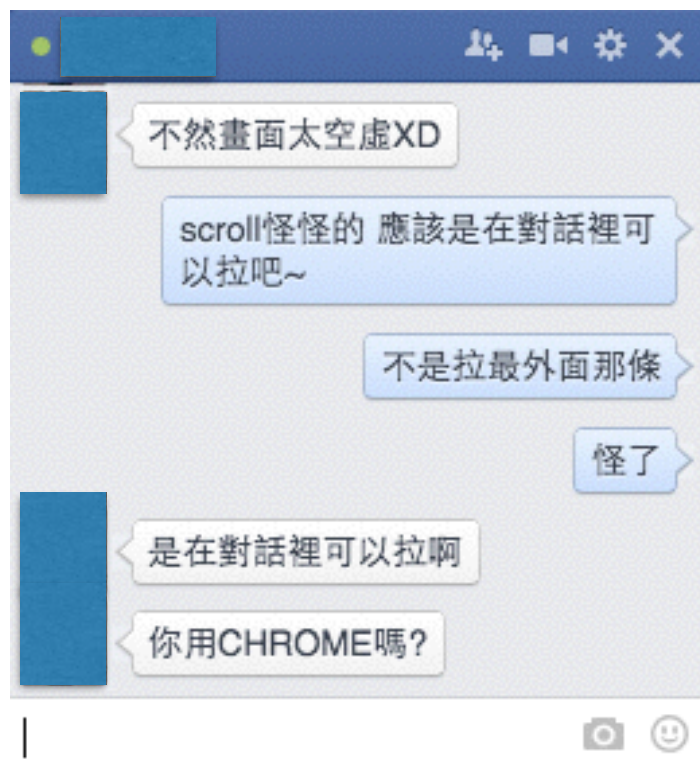 不然畫面太空虛XD
scroll怪怪的 應該是在對話裡可
以拉吧~
不是拉最外面那條
怪了
是在對話裡可以拉啊
你用CHROME嗎?